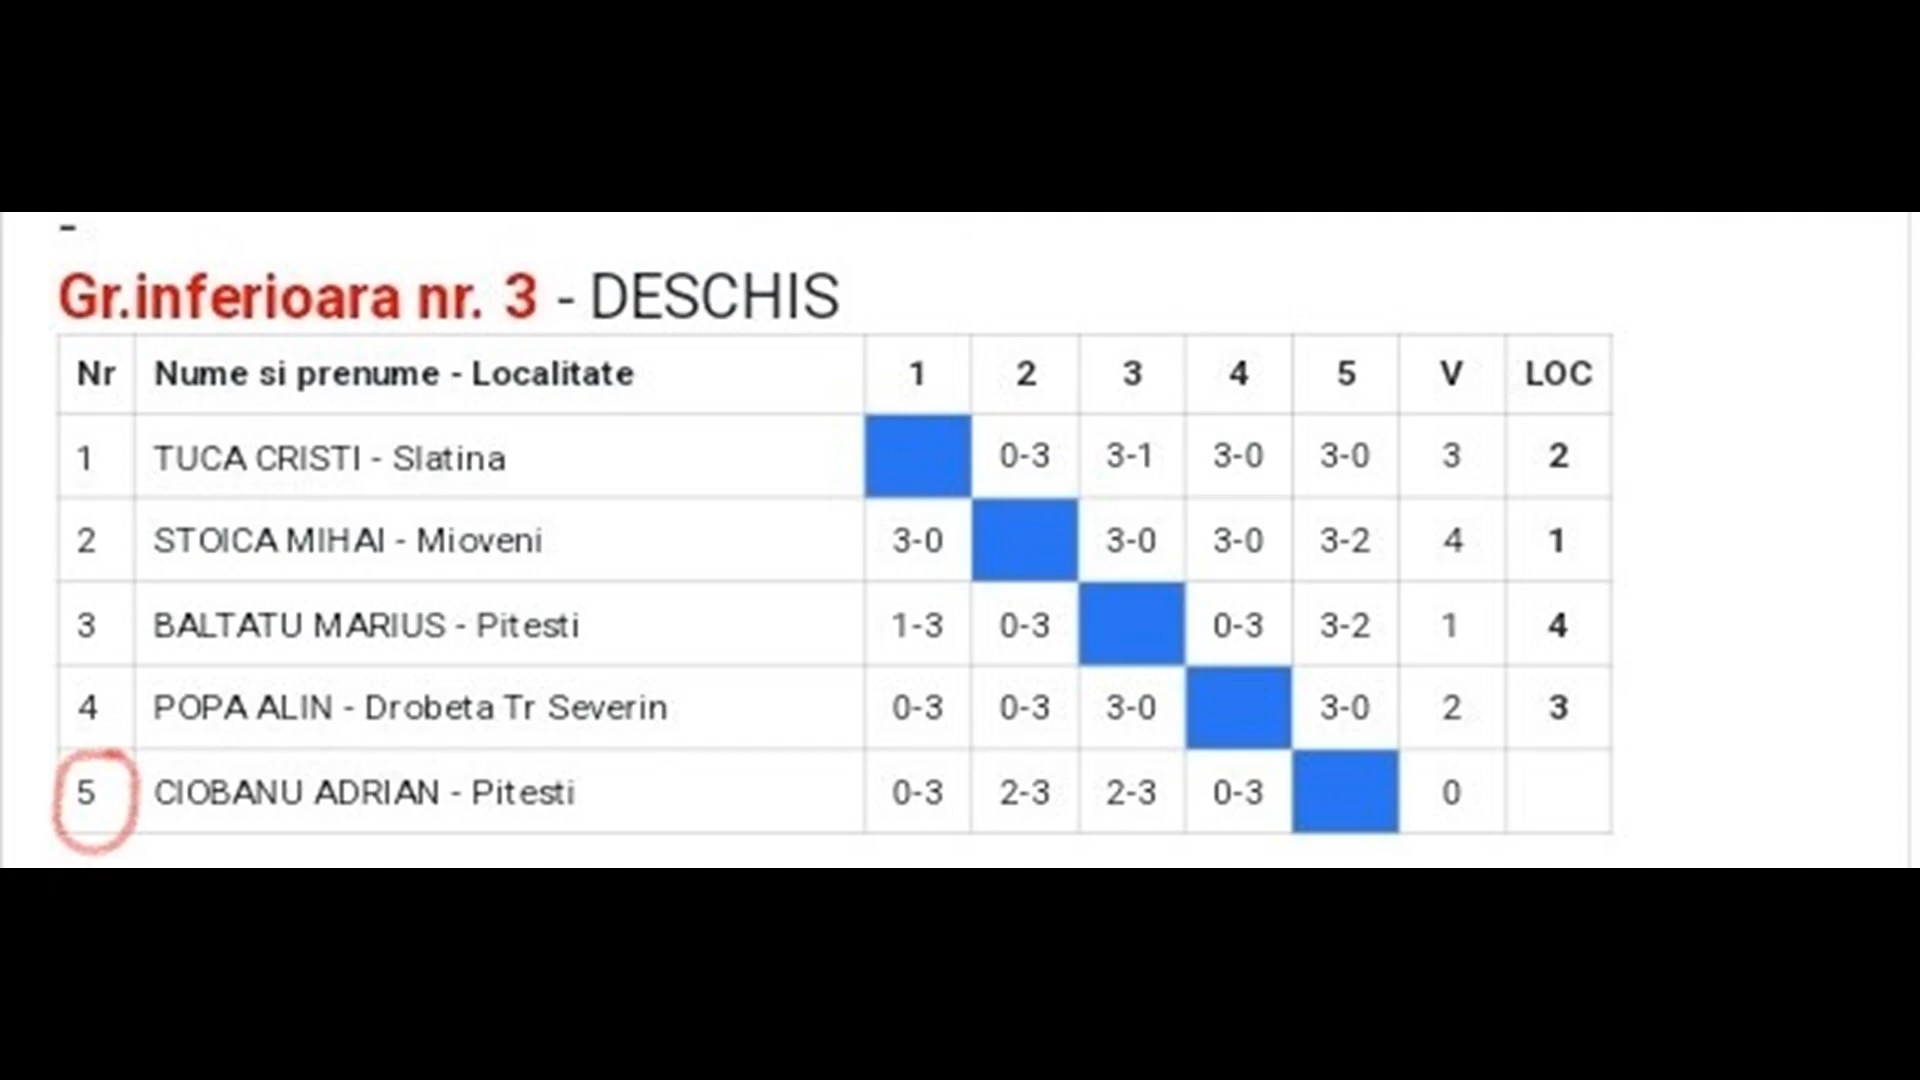 -
Gr.inferioara nr. 3 - DESCHIS
Nr Nume si prenume - Localitate 1 2 3 4 5 V LOC
1 TUCA CRISTI - Slatina 0-3 3-1 3-0 3-0 3 2
2 STOICA MIHAI - Mioveni 3-0 3-0 3-0 3-2 4 1
3 BALTATU MARIUS - Pitesti 1-3 0-3 0-3 3-2 1 4
4 POPA ALIN - Drobeta Tr Severin 0-3 0-3 3-0 3-0 2 3
5 CIOBANU ADRIAN - Pitesti 0-3 2-3 2-3 0-3 0